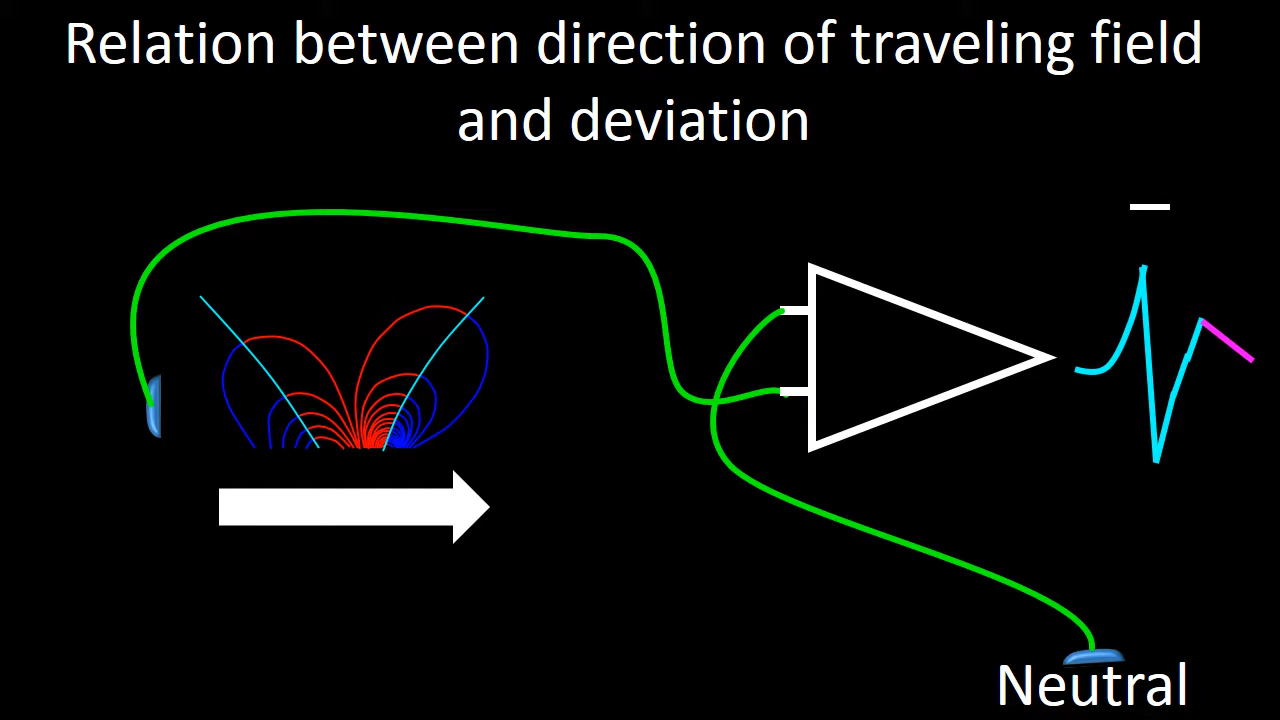 Relation between direction of traveling field
and deviation
Neutral